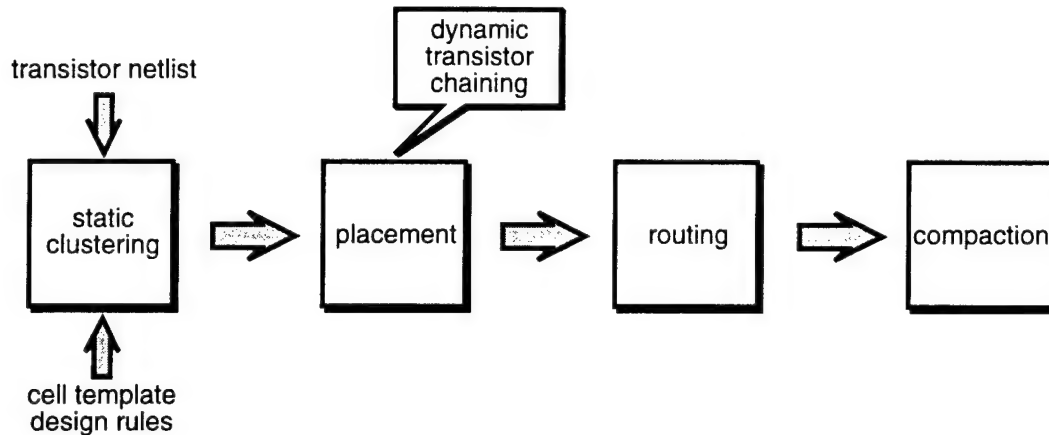 dynamic
transistor
chaining
transistor netlist
static
clustering
placement
routing
compaction
cell template
design rules